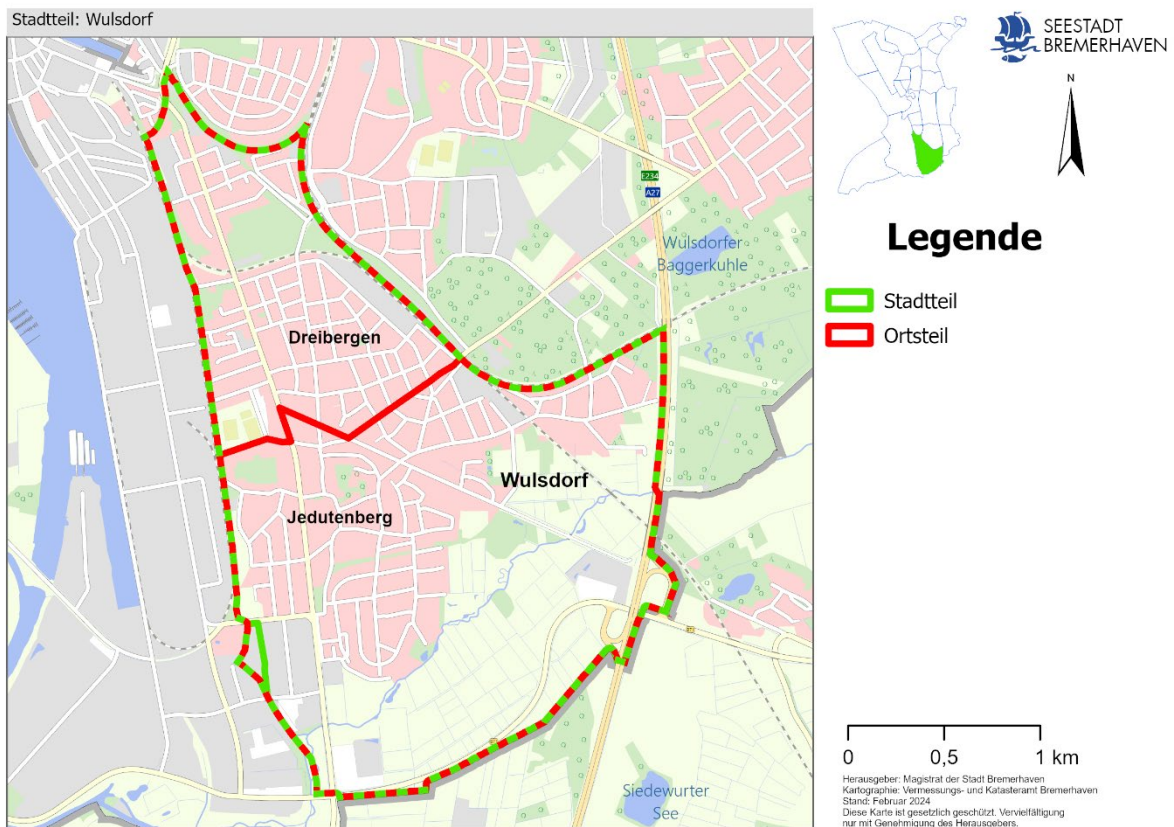 Stadtteil: Wulsdorf
SEESTADT
BREMERHAVEN
N
E234
A27
Wulsdorfer
Baggerkuhle
Legende
Stadtteil
Ortsteil
Dreibergen
Wulsdorf
Jedutenberg
Siedewurter
See
0 0,5 1 km
Herausgeber: Magistrat der Stadt Bremerhaven
Kartographie: Vermessungs- und Katasteramt Bremerhaven
Stand: Februar 2024
Diese Karte ist gesetzlich geschützt. Vervielfältigung
nur mit Genehmigung des Herausgebers.